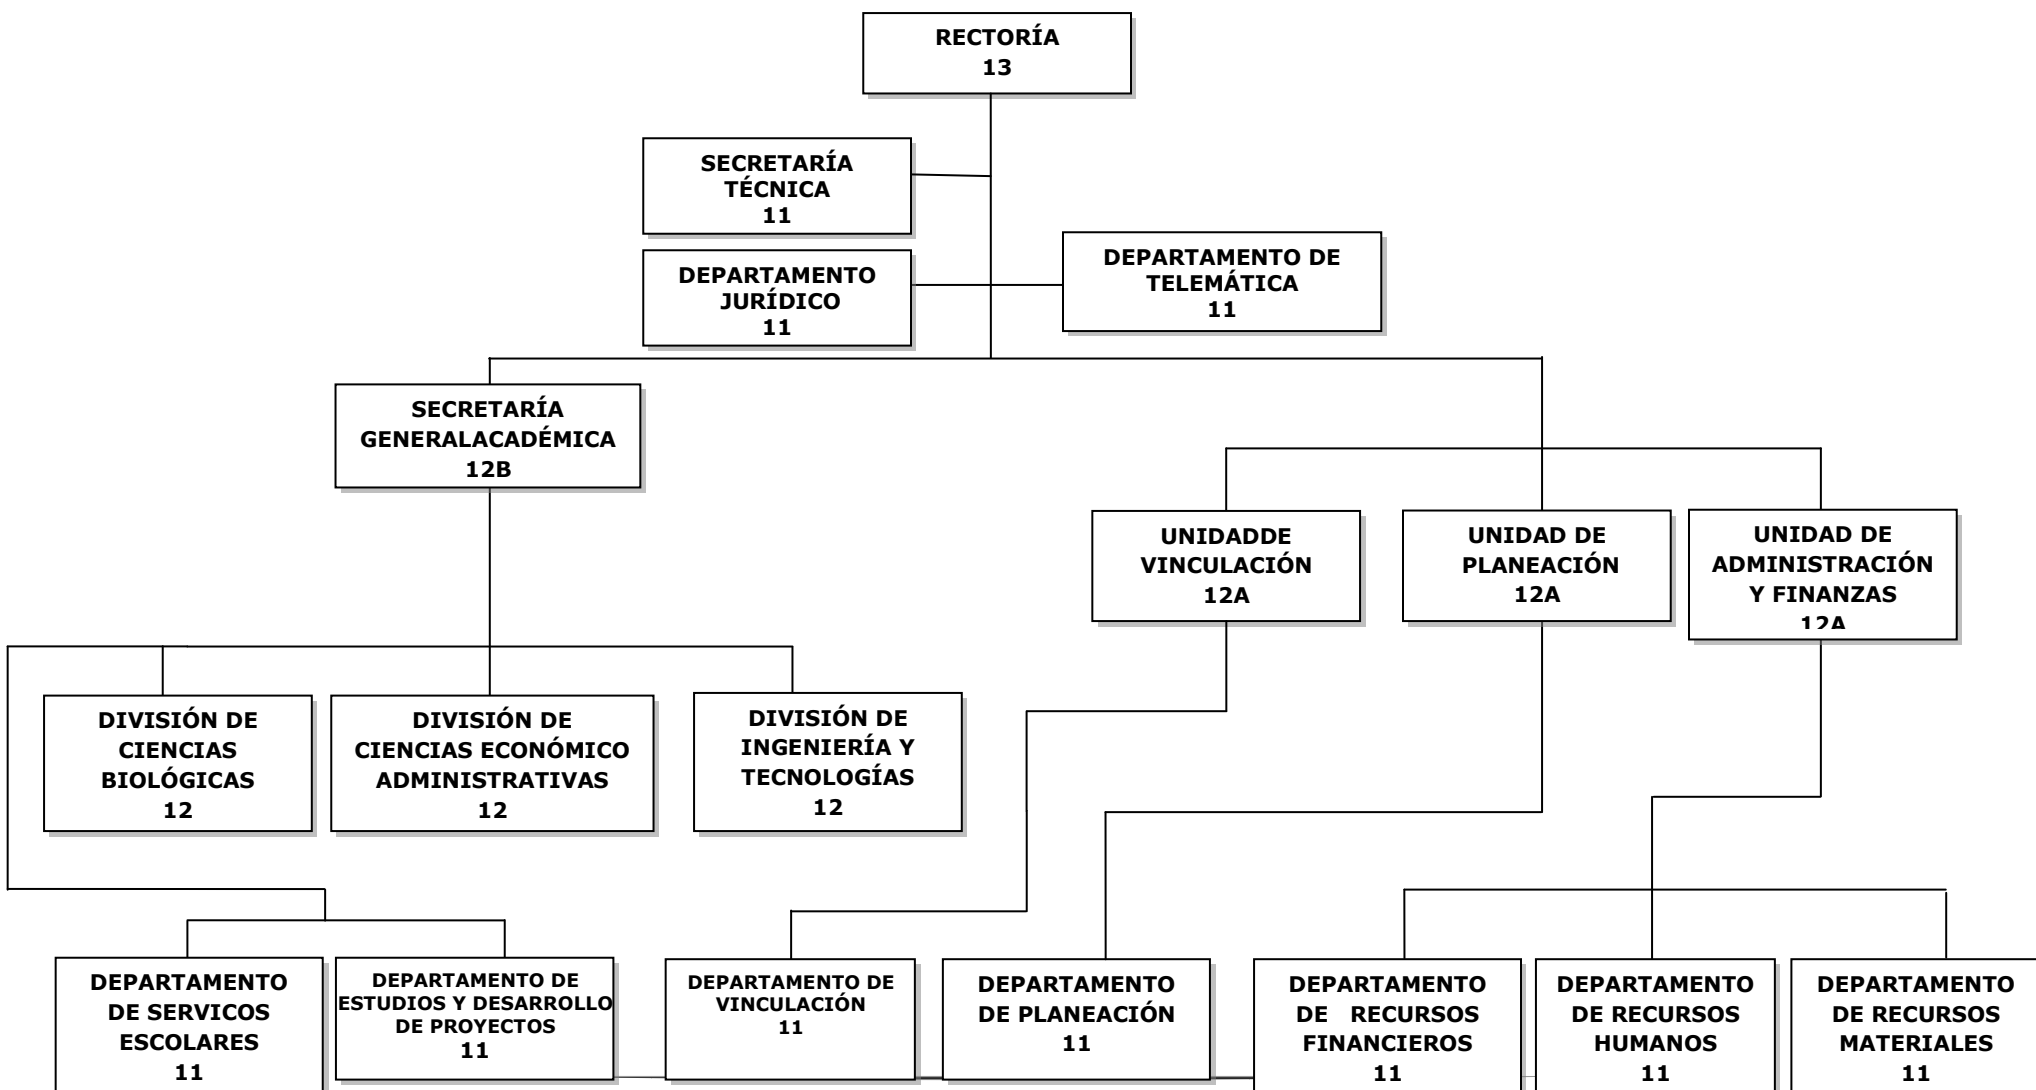 RECTORÍA
13
SECRETARÍA
TÉCNICA
11
DEPARTAMENTO
JURÍDICO
11
DEPARTAMENTO DE
TELEMÁTICA
11
SECRETARÍA
GENERALACADÉMICA
12B
UNIDADDE
VINCULACIÓN
12A
UNIDAD DE
PLANEACIÓN
12A
UNIDAD DE
ADMINISTRACIÓN
Y FINANZAS
12A
DIVISIÓN DE
CIENCIAS
BIOLÓGICAS
12
DIVISIÓN DE
CIENCIAS ECONÓMICO
ADMINISTRATIVAS
12
DIVISIÓN DE
INGENIERÍA Y
TECNOLOGÍAS
12
DEPARTAMENTO
DE SERVICOS
ESCOLARES
11
DEPARTAMENTO DE
ESTUDIOS Y DESARROLLO
DE PROYECTOS
11
DEPARTAMENTO DE
VINCULACIÓN
11
DEPARTAMENTO
DE PLANEACIÓN
11
DEPARTAMENTO
DE RECURSOS
FINANCIEROS
11
DEPARTAMENTO
DE RECURSOS
HUMANOS
11
DEPARTAMENTO
DE RECURSOS
MATERIALES
11